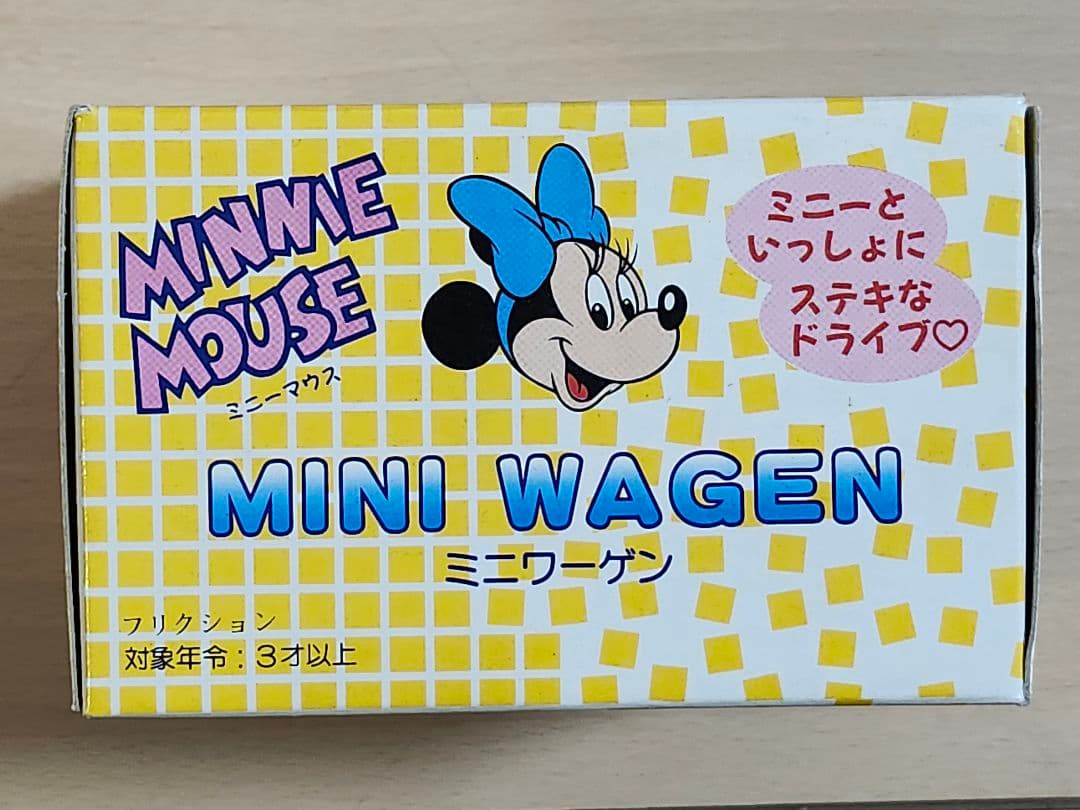 MINNIE
MOUSE
ミニーマウス
ミニーと
いっしょに
ステキな
ドライブ♡
MINI WAGEN
ミニワーゲン
フリクション
対象年令:3才以上